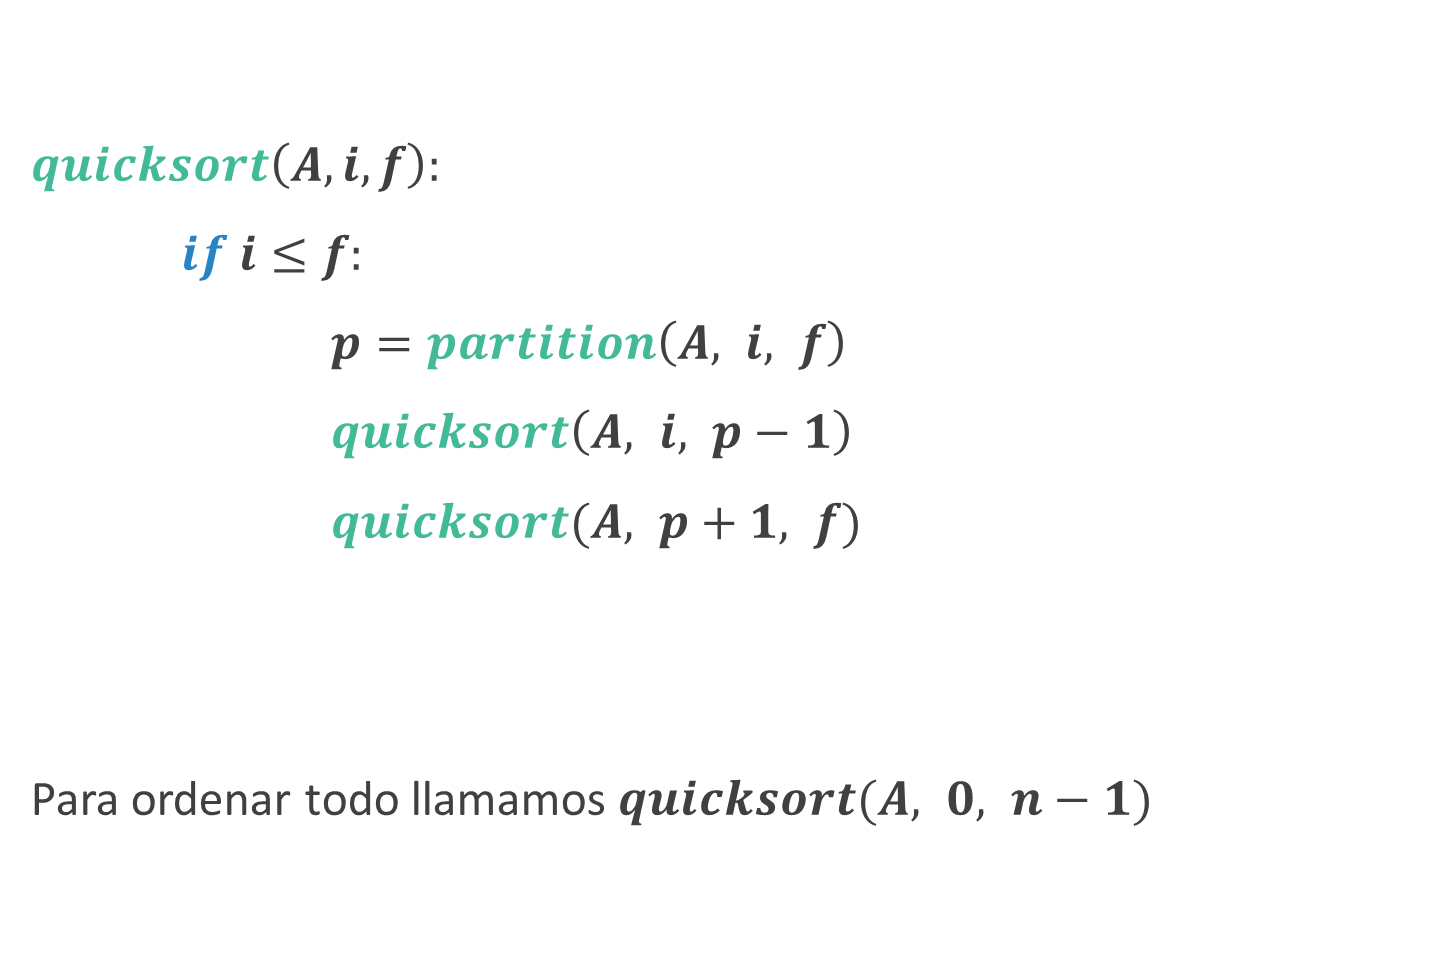 quicksort(A, i, f):
if i ≤ f:
p = partition(A, i, f)
quicksort(A, i, p − 1)
quicksort(A, p + 1, f)
Para ordenar todo llamamos quicksort(A, 0, n − 1)